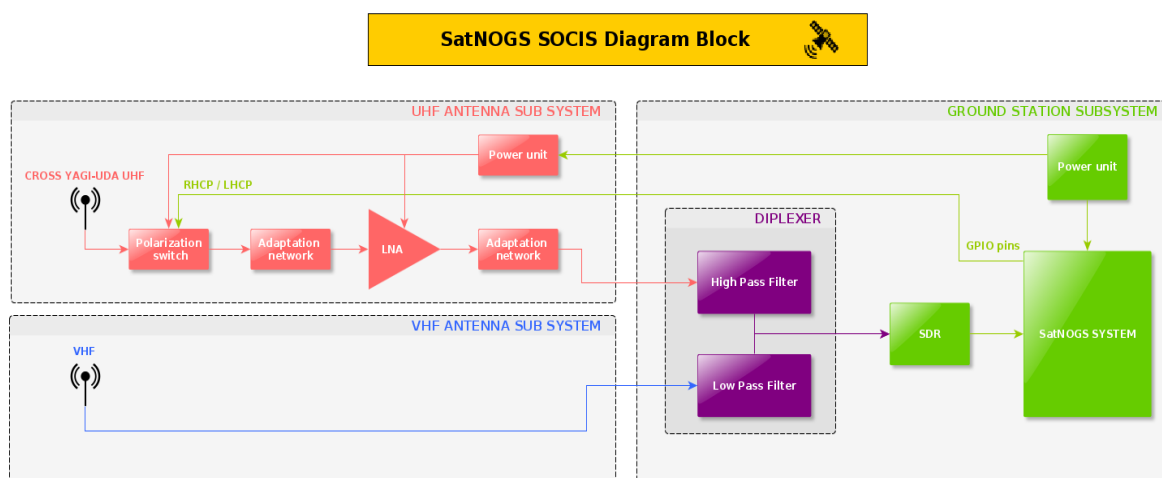 SatNOGS SOCIS Diagram Block
UHF ANTENNA SUB SYSTEM
GROUND STATION SUBSYSTEM
Power unit
Power unit
CROSS YAGI-UDA UHF
RHCP / LHCP
DIPLEXER
Polarization
switch
Adaptation
network
LNA
Adaptation
network
GPIO pins
High Pass Filter
VHF ANTENNA SUB SYSTEM
SDR
SatNOGS SYSTEM
VHF
Low Pass Filter